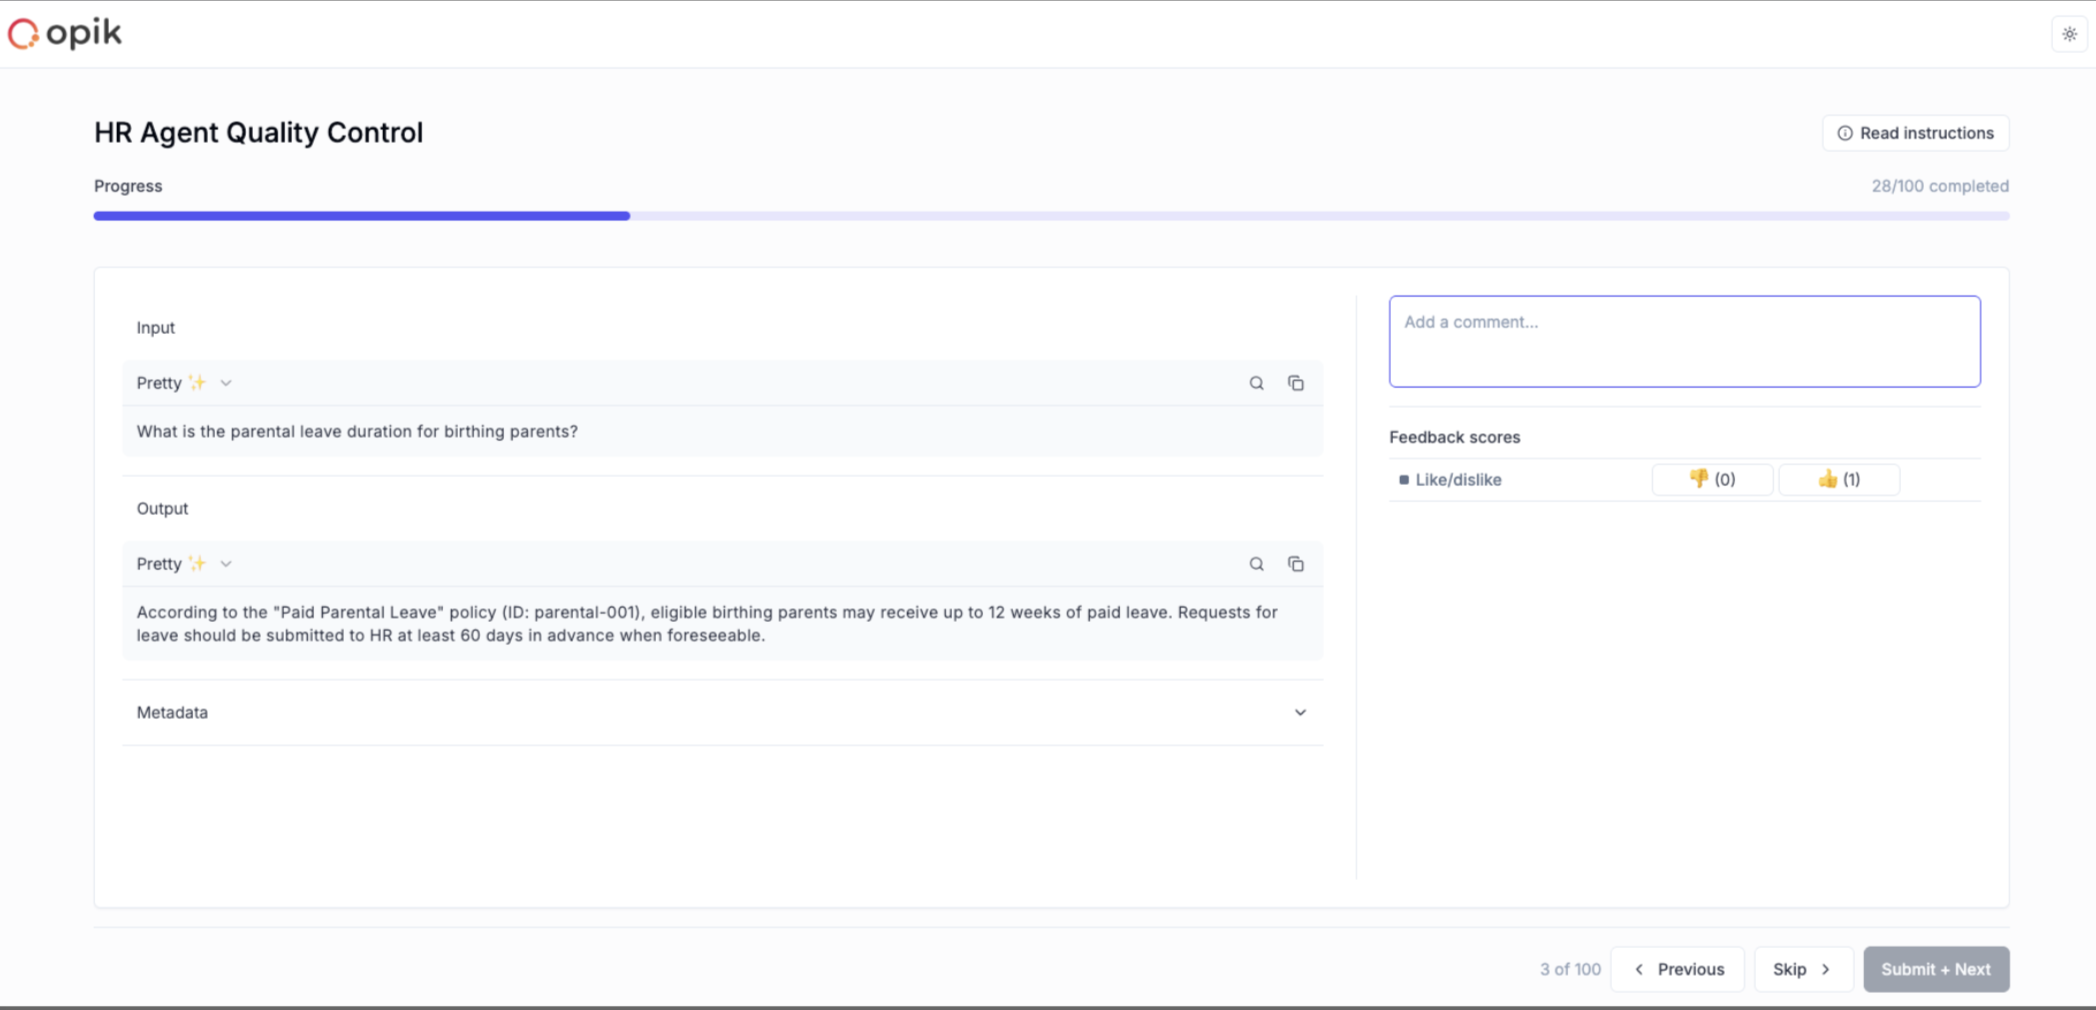 opik
HR Agent Quality Control
Read instructions
Progress
28/100 completed
Input
Pretty ✨
What is the parental leave duration for birthing parents?
Output
Pretty ✨
According to the "Paid Parental Leave" policy (ID: parental-001), eligible birthing parents may receive up to 12 weeks of paid leave. Requests for
leave should be submitted to HR at least 60 days in advance when foreseeable.
Metadata
Add a comment...
Feedback scores
Like/dislike
👎 (0)
👍 (1)
3 of 100
Previous
Skip
Submit + Next